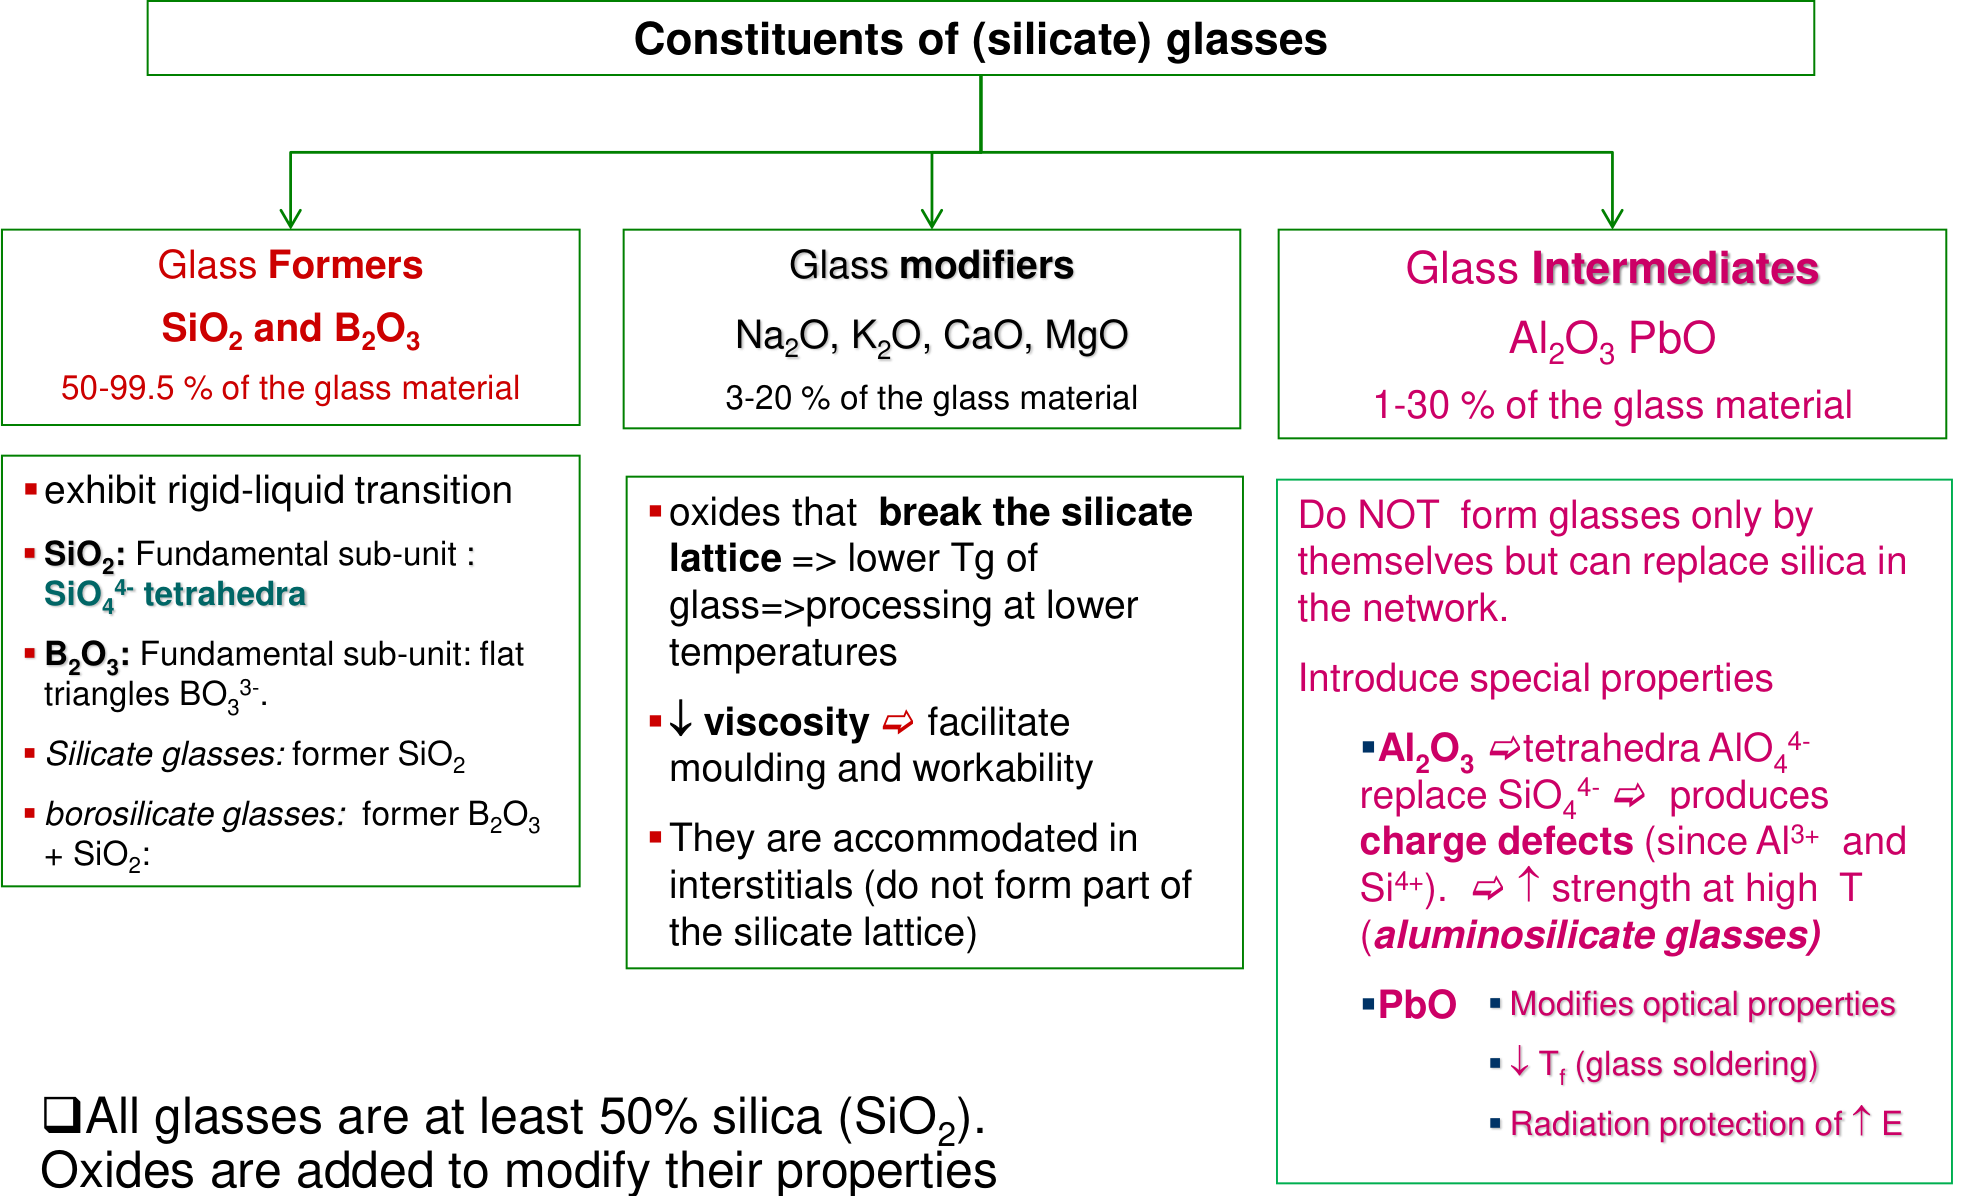 Constituents of (silicate) glasses
Glass Formers
SiO₂ and B₂O₃
50-99.5 % of the glass material
▪exhibit rigid-liquid transition
▪ SiO₂: Fundamental sub-unit :
SiO₄⁴⁻ tetrahedra
▪ B₂O₃: Fundamental sub-unit: flat
triangles BO₃³⁻.
▪ Silicate glasses: former SiO₂
▪ borosilicate glasses: former B₂O₃
+ SiO₂:
Glass modifiers
Na₂O, K₂O, CaO, MgO
3-20 % of the glass material
▪oxides that break the silicate
lattice => lower Tg of
glass=>processing at lower
temperatures
▪↓ viscosity ⇨ facilitate
moulding and workability
▪They are accommodated in
interstitials (do not form part of
the silicate lattice)
Glass Intermediates
Al₂O₃ PbO
1-30 % of the glass material
Do NOT form glasses only by
themselves but can replace silica in
the network.
Introduce special properties
▪Al₂O₃ ⇨tetrahedra AlO₄⁴⁻
replace SiO₄⁴⁻ ⇨ produces
charge defects (since Al³⁺ and
Si⁴⁺). ⇨ ↑ strength at high T
(aluminosilicate glasses)
▪PbO ▪ Modifies optical properties
▪ ↓ T_f (glass soldering)
▪ Radiation protection of ↑ E
❑All glasses are at least 50% silica (SiO₂).
Oxides are added to modify their properties